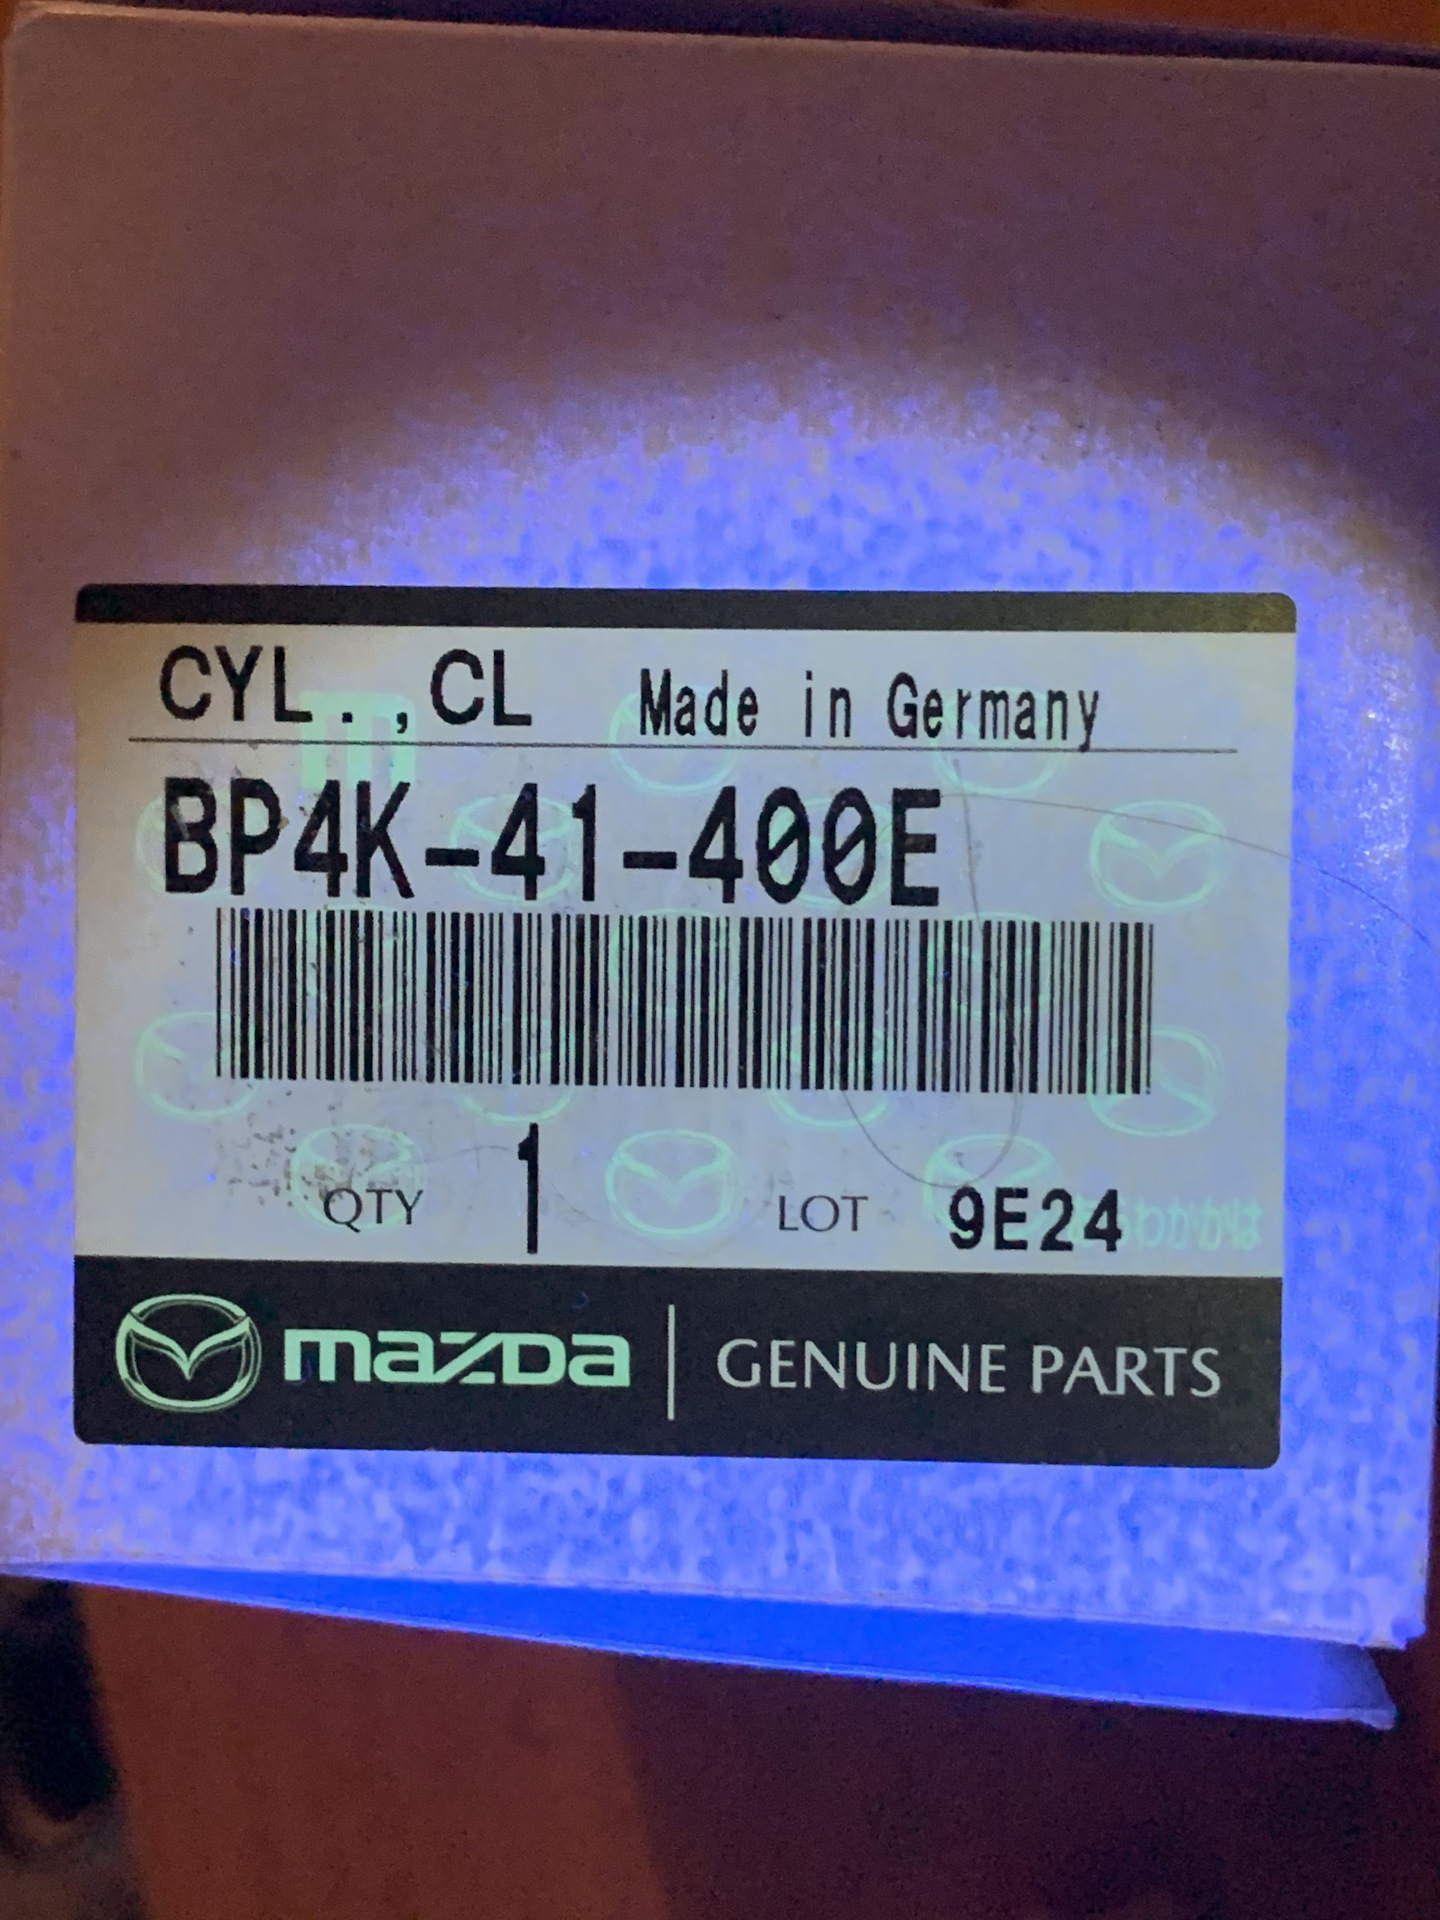 CYL.,CL Made in Germany
BP4K-41-400E
QTY 1 LOT 9E24
mazda GENUINE PARTS